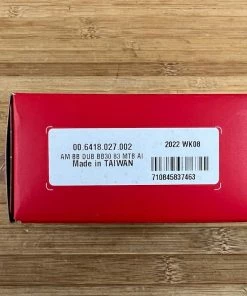 00.6418.027.002
2022 WK08
AM BB DUB BB30 83 MTB AI
Made in TAIWAN
710845837463